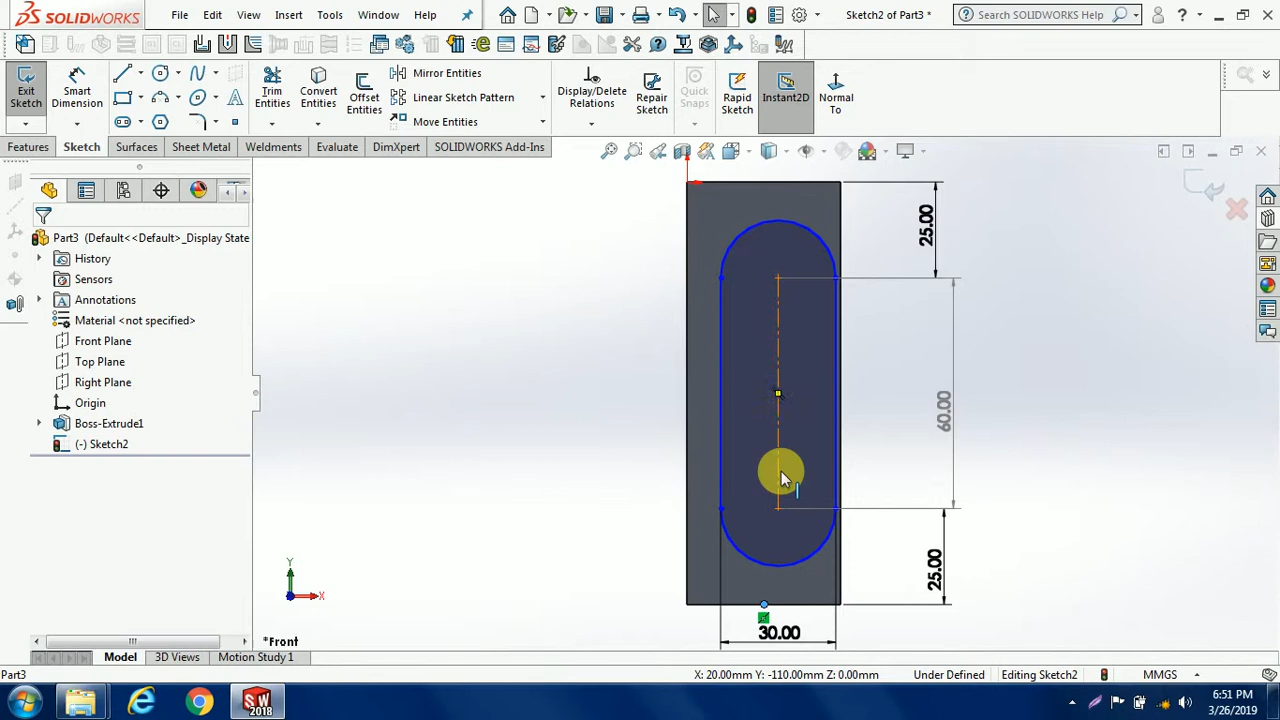 SOLIDWORKS File Edit View Insert Tools Window Help Sketch2 of Part3 * Search SOLIDWORKS Help ?
Exit Sketch
Smart Dimension
Trim Entities
Convert Entities
Offset Entities
Mirror Entities
Linear Sketch Pattern
Move Entities
Display/Delete Relations
Repair Sketch
Quick Snaps
Rapid Sketch
Instant2D
Normal To
Features Sketch Surfaces Sheet Metal Weldments Evaluate DimXpert SOLIDWORKS Add-Ins
Part3 (Default<<Default>_Display State
History
Sensors
Annotations
Material <not specified>
Front Plane
Top Plane
Right Plane
Origin
Boss-Extrude1
(-) Sketch2
25.00
60.00
25.00
30.00
Y
X
*Front
Model 3D Views Motion Study 1
Part3 X: 20.00mm Y: -110.00mm Z: 0.00mm Under Defined Editing Sketch2 MMGS
SW 2018
6:51 PM
3/26/2019